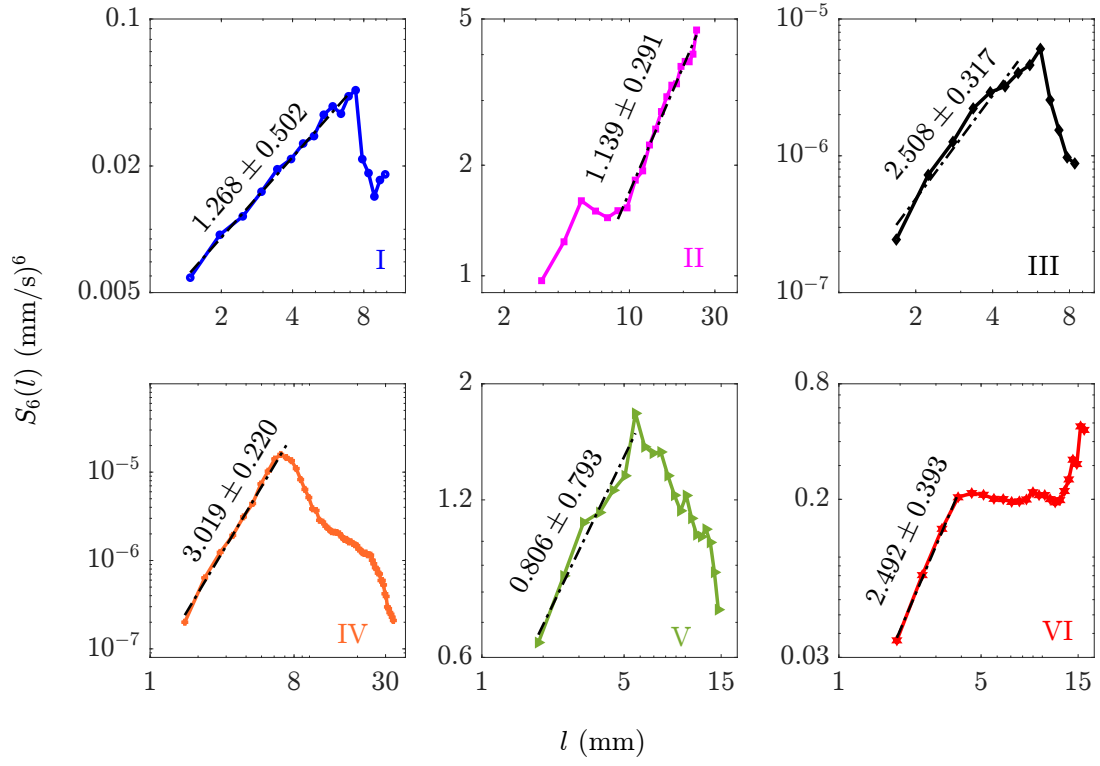 S₆(l) (mm/s)⁶
0.1
0.02
0.005
2 4 8
1.268 ± 0.502
I
5
2
1
2 10 30
1.139 ± 0.291
II
10⁻⁵
10⁻⁶
10⁻⁷
2 4 8
2.508 ± 0.317
III
10⁻⁵
10⁻⁶
10⁻⁷
1 8 30
3.019 ± 0.220
IV
2
1.2
0.6
1 5 15
0.806 ± 0.793
V
0.8
0.2
0.03
1 5 15
2.492 ± 0.393
VI
l (mm)